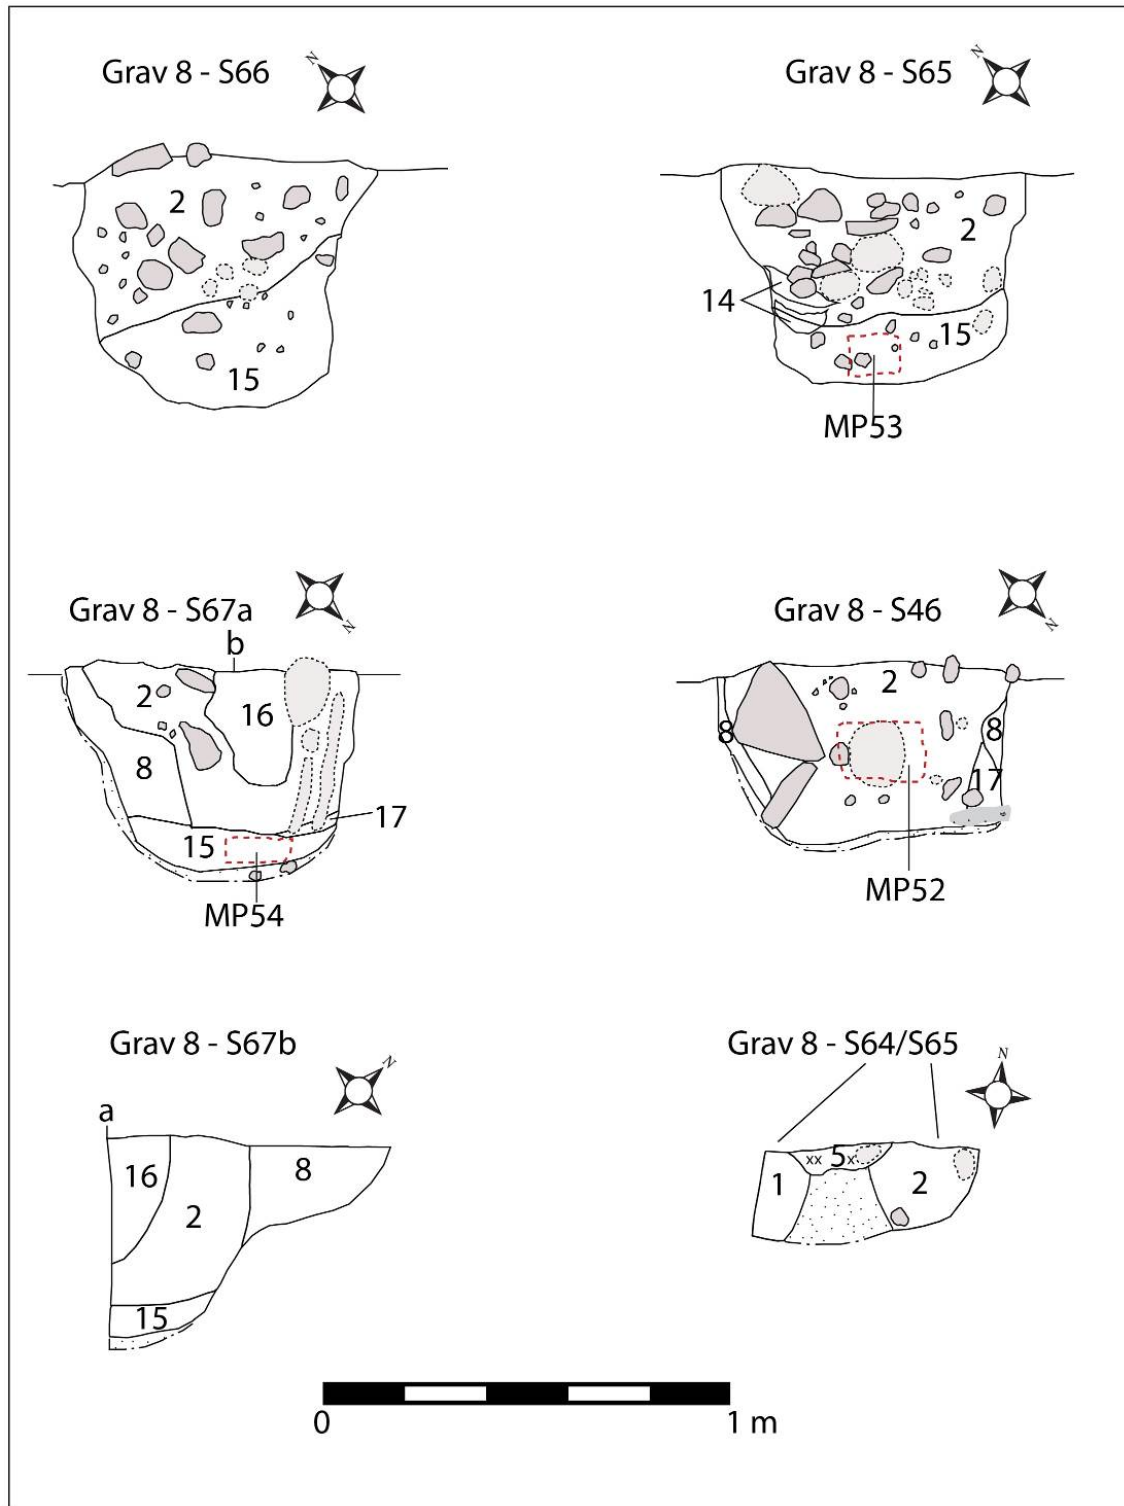 Grav 8 - S66
N
2
15
Grav 8 - S65
N
2
14
15
MP53
Grav 8 - S67a
N
b
2
16
8
17
15
MP54
Grav 8 - S46
N
2
8
8
17
MP52
Grav 8 - S67b
N
a
16
8
2
15
Grav 8 - S64/S65
N
xx 5x
1
2
0
1 m